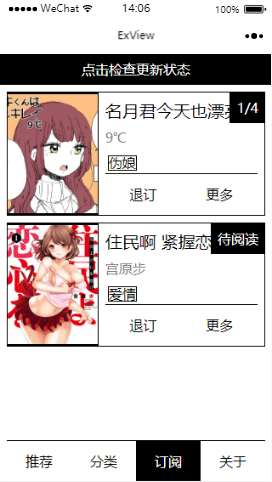 WeChat 14:06 100%
ExView
点击检查更新状态
名月君今天也漂亮
1/4
9℃
伪娘
退订 更多
住民啊 紧握恋
待阅读
宫原步
爱情
退订 更多
推荐 分类 订阅 关于